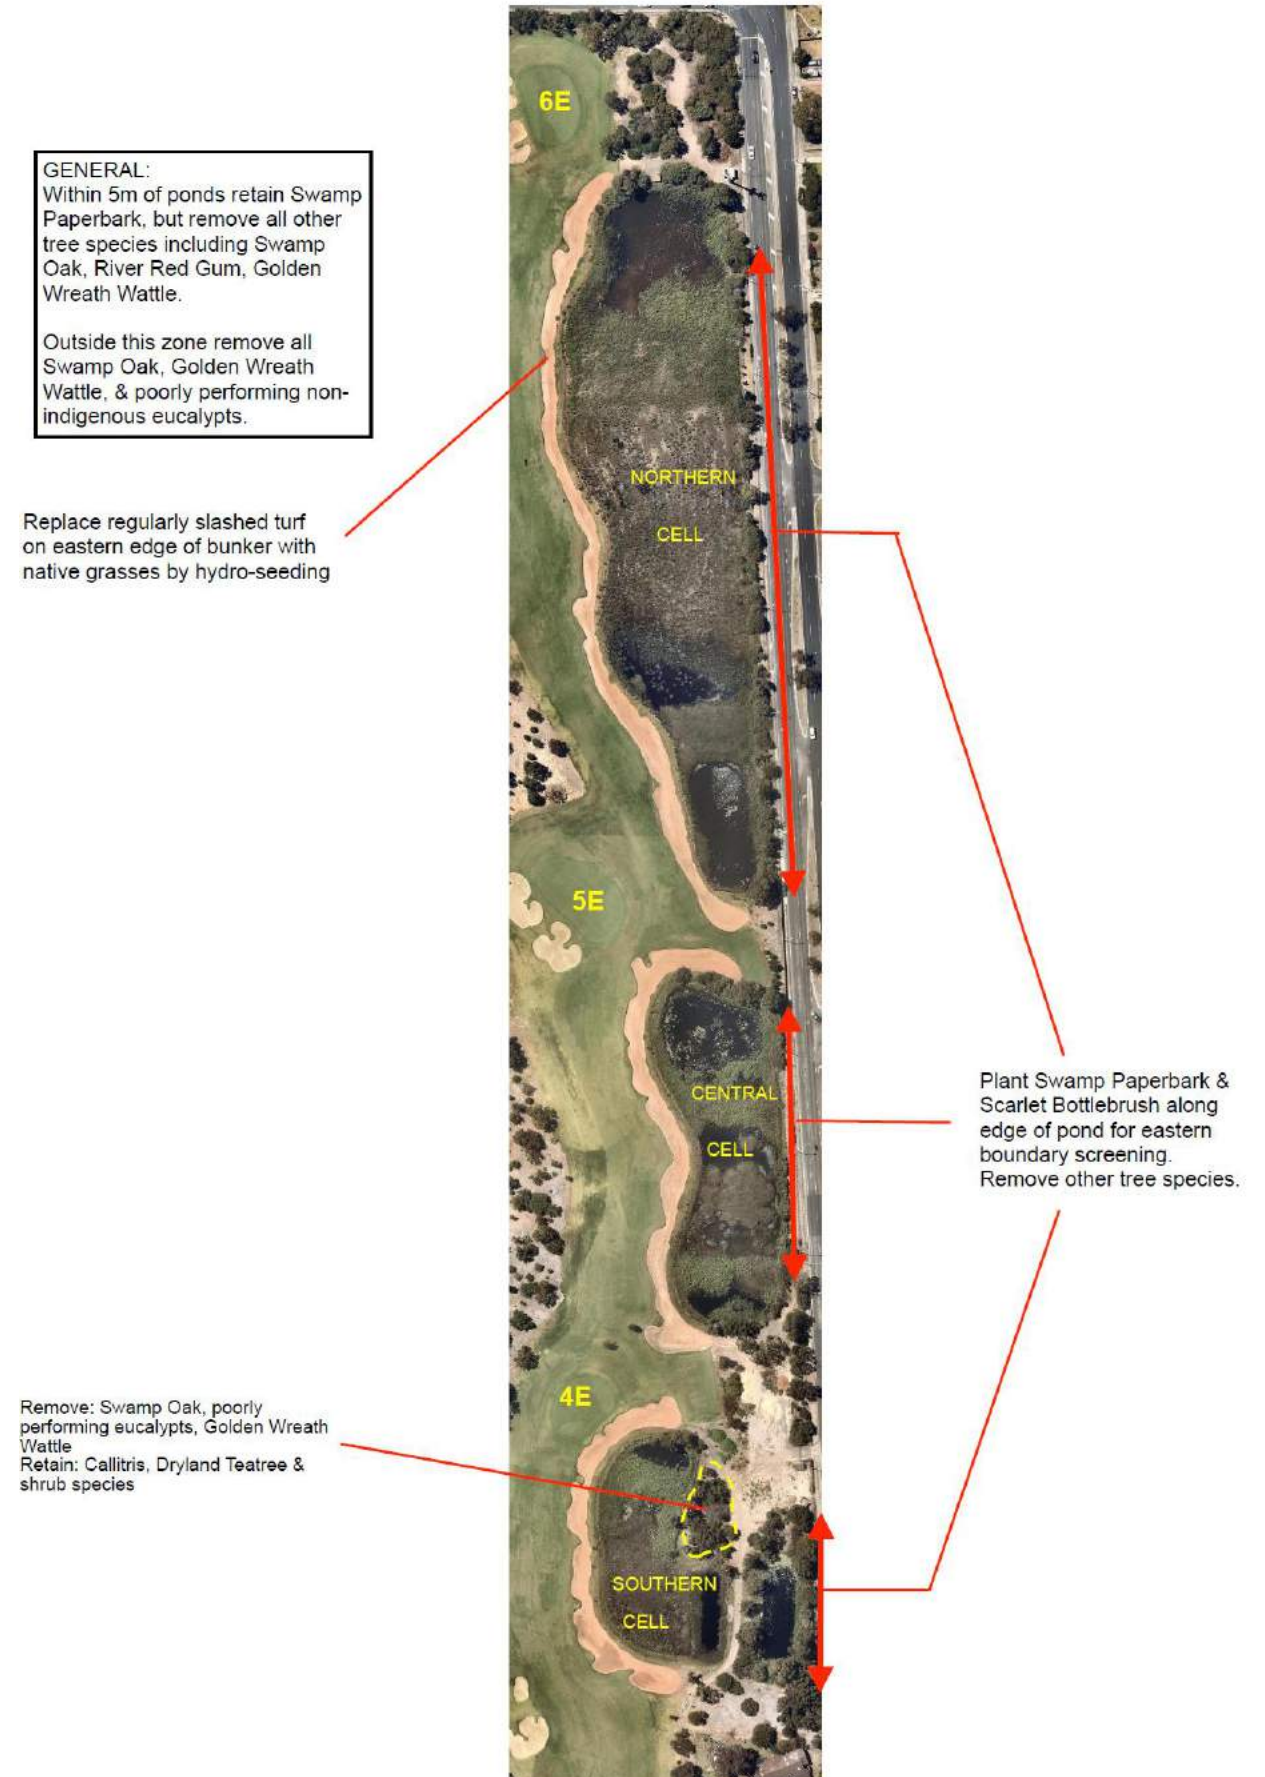 6E
GENERAL:
Within 5m of ponds retain Swamp
Paperbark, but remove all other
tree species including Swamp
Oak, River Red Gum, Golden
Wreath Wattle.
Outside this zone remove all
Swamp Oak, Golden Wreath
Wattle, & poorly performing non-
indigenous eucalypts.
NORTHERN
CELL
Replace regularly slashed turf
on eastern edge of bunker with
native grasses by hydro-seeding
5E
CENTRAL
CELL
Plant Swamp Paperbark &
Scarlet Bottlebrush along
edge of pond for eastern
boundary screening.
Remove other tree species.
4E
Remove: Swamp Oak, poorly
performing eucalypts, Golden Wreath
Wattle
Retain: Callitris, Dryland Teatree &
shrub species
SOUTHERN
CELL